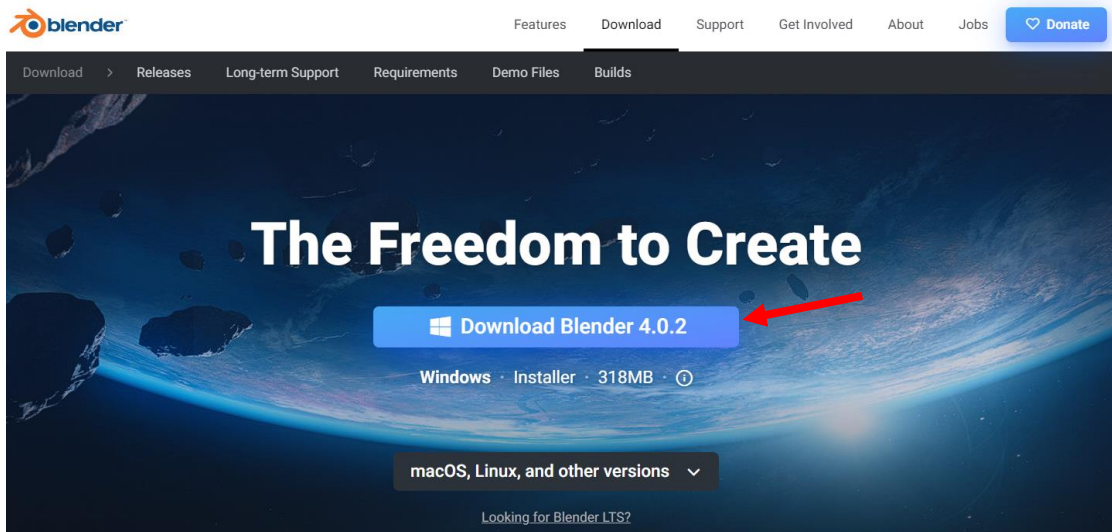 blender
Features Download Support Get Involved About Jobs Donate
Download > Releases Long-term Support Requirements Demo Files Builds
The Freedom to Create
Download Blender 4.0.2
Windows · Installer · 318MB ·
macOS, Linux, and other versions
Looking for Blender LTS?